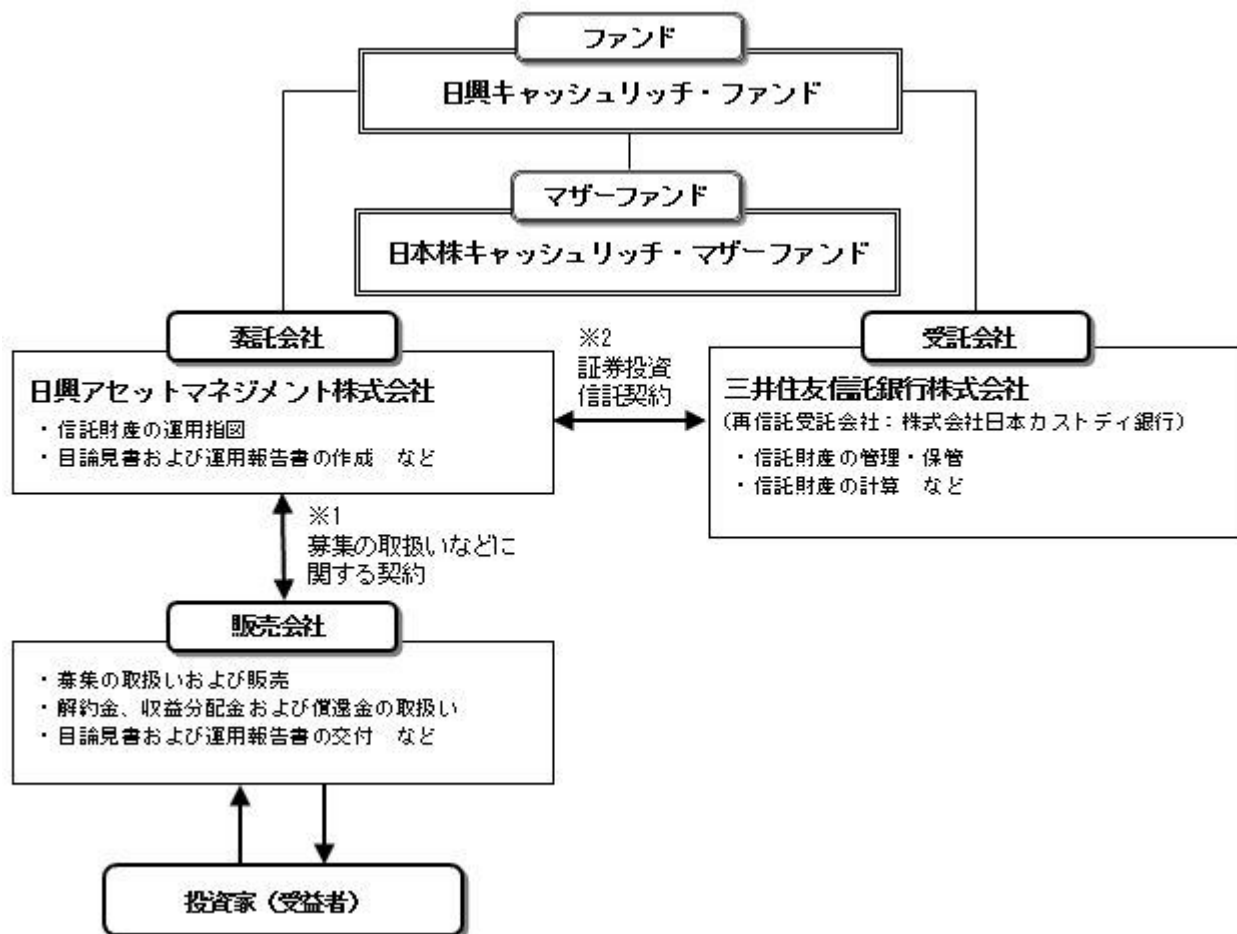 ファンド
日興キャッシュリッチ・ファンド
マザーファンド
日本株キャッシュリッチ・マザーファンド
委託会社
日興アセットマネジメント株式会社
・信託財産の運用指図
・目論見書および運用報告書の作成　など
※2
証券投資
信託契約
受託会社
三井住友信託銀行株式会社
(再信託受託会社：株式会社日本カストディ銀行)
・信託財産の管理・保管
・信託財産の計算　など
※1
募集の取扱いなどに
関する契約
販売会社
・募集の取扱いおよび販売
・解約金、収益分配金および償還金の取扱い
・目論見書および運用報告書の交付　など
投資家（受益者）